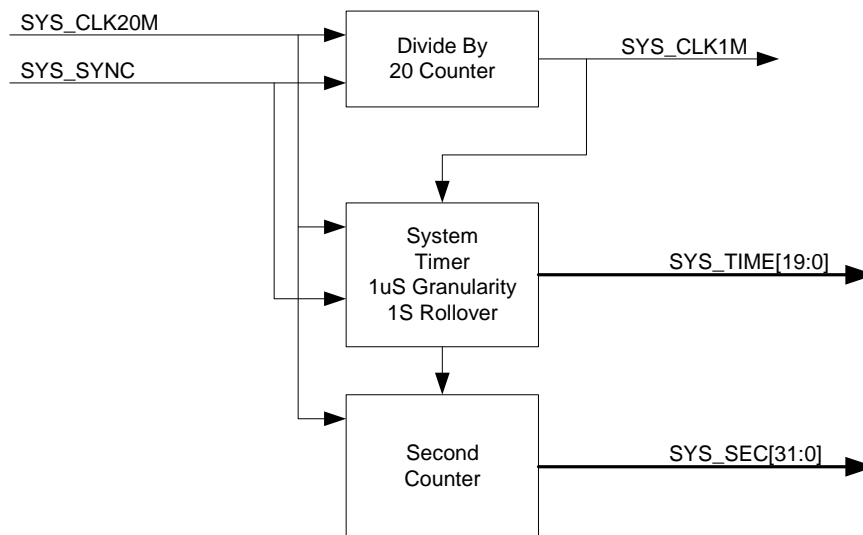 SYS_CLK20M
SYS_SYNC
Divide By
20 Counter
SYS_CLK1M
System
Timer
1uS Granularity
1S Rollover
SYS_TIME[19:0]
Second
Counter
SYS_SEC[31:0]